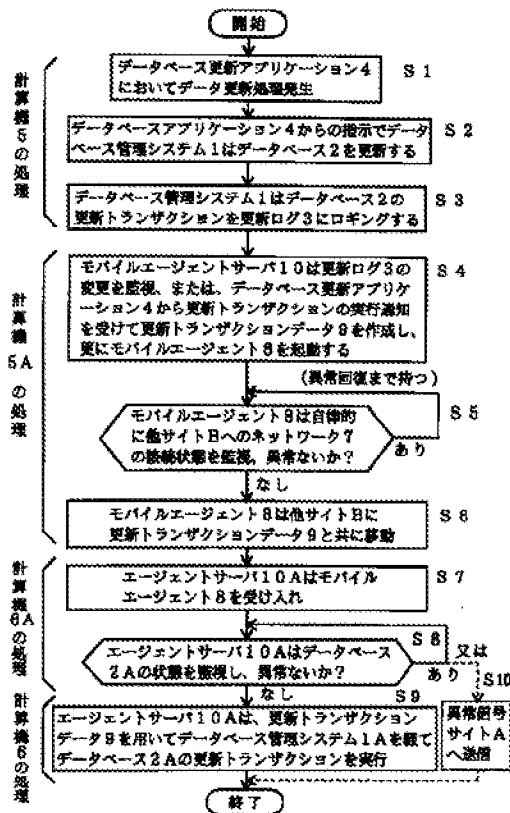 開始
データベース更新アプリケーション4
においてデータ更新処理発生
S1
データベースアプリケーション4からの指示でデータ
ベース管理システム1はデータベース2を更新する
S2
データベース管理システム1はデータベース2の
更新トランザクションを更新ログ3にロギングする
S3
計算機5の処理
モバイルエージェントサーバ10は更新ログ3の
変更を監視、または、データベース更新アプリケ
ーション4から更新トランザクションの実行通知
を受けて更新トランザクションデータ9を作成し、
更にモバイルエージェント8を起動する
S4
(異常回復まで待つ)
モバイルエージェント8は自律的
に他サイトBへのネットワーク7
の接続状態を監視、異常ないか?
S5
あり
なし
モバイルエージェント8は他サイトBに
更新トランザクションデータ9と共に移動
S6
計算機5Aの処理
エージェントサーバ10Aはモバイル
エージェント8を受け入れ
S7
エージェントサーバ10Aはデータベース
2Aの状態を監視し、異常ないか?
S8
又は
あり
S10
計算機6Aの処理
なし
S9
エージェントサーバ10Aは、更新トランザクション
データ9を用いてデータベース管理システム1Aを経て
データベース2Aの更新トランザクションを実行
異常信号
サイトA
へ送信
計算機6の処理
終了